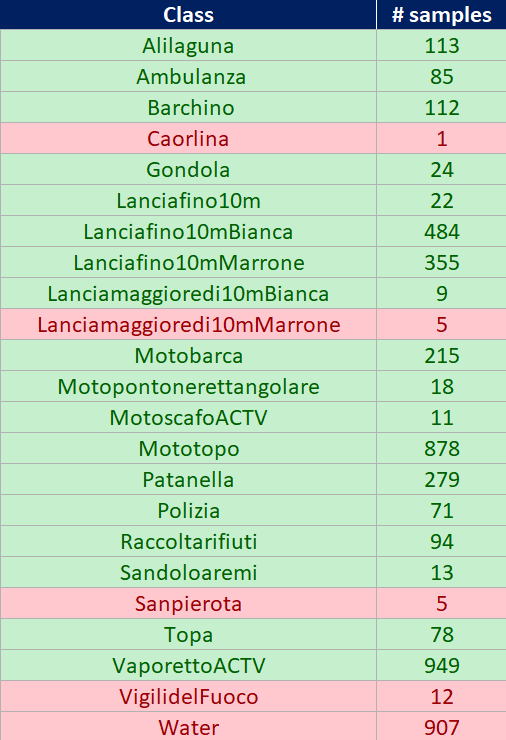 Class # samples
Alilaguna 113
Ambulanza 85
Barchino 112
Caorlina 1
Gondola 24
Lanciafino10m 22
Lanciafino10mBianca 484
Lanciafino10mMarrone 355
Lanciamaggioredi10mBianca 9
Lanciamaggioredi10mMarrone 5
Motobarca 215
Motopontonerettangolare 18
MotoscafoACTV 11
Mototopo 878
Patanella 279
Polizia 71
Raccoltarifiuti 94
Sandoloaremi 13
Sanpierota 5
Topa 78
VaporettoACTV 949
VigilidelFuoco 12
Water 907